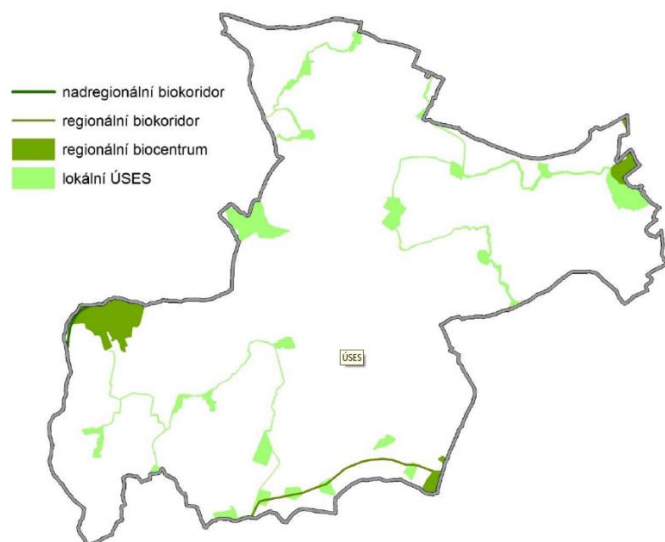 nadregionální biokoridor
regionální biokoridor
regionální biocentrum
lokální ÚSES
ÚSES